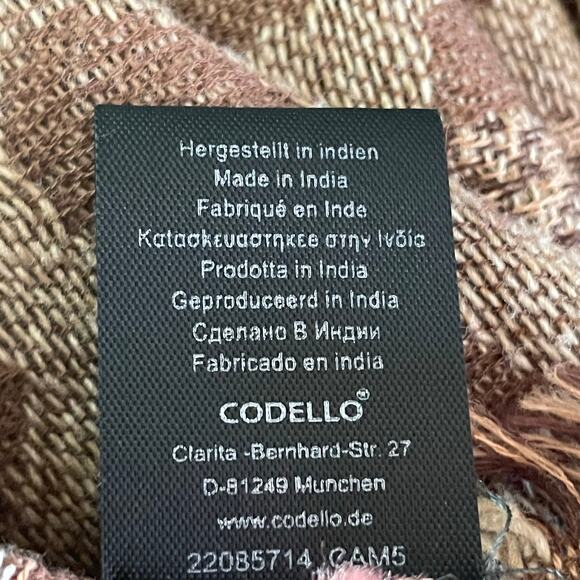 Hergestellt in indien
Made in India
Fabriqué en Inde
Κατασκευαστηκεε στην Ινδία
Prodotta in India
Geproduceerd in India
Сделано В Индии
Fabricado en india
CODELLO®
Clarita -Bernhard-Str. 27
D-81249 Munchen
www.codello.de
22085714 CAM5